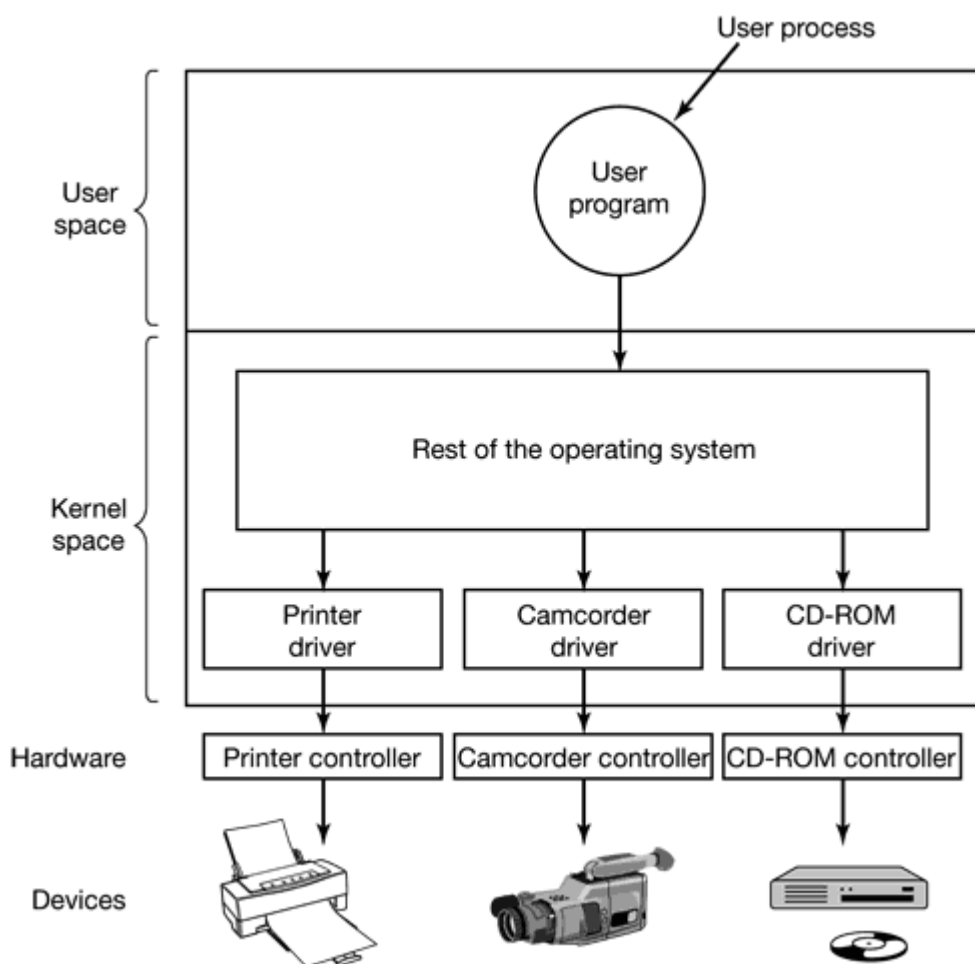 User process
User
program
User
space
Rest of the operating system
Kernel
space
Printer
driver
Camcorder
driver
CD-ROM
driver
Hardware
Printer controller
Camcorder controller
CD-ROM controller
Devices